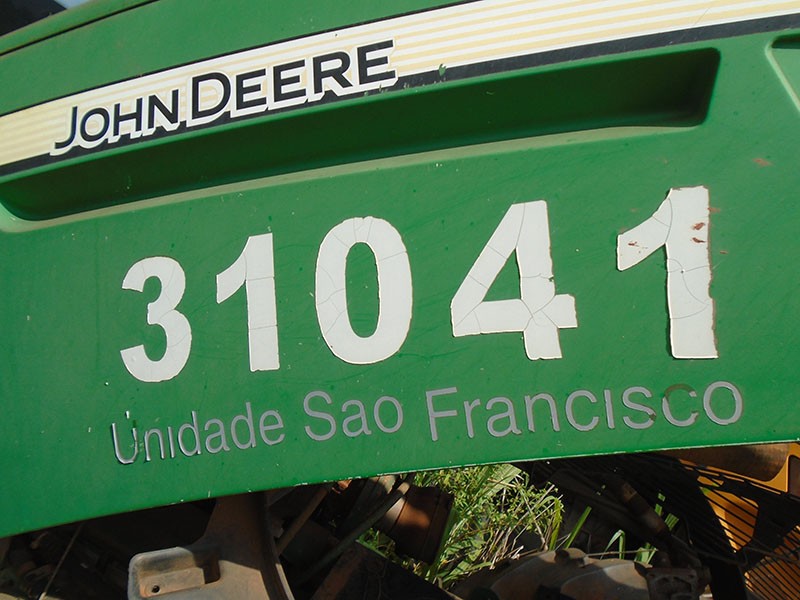 JOHN DEERE
31041
Unidade Sao Francisco